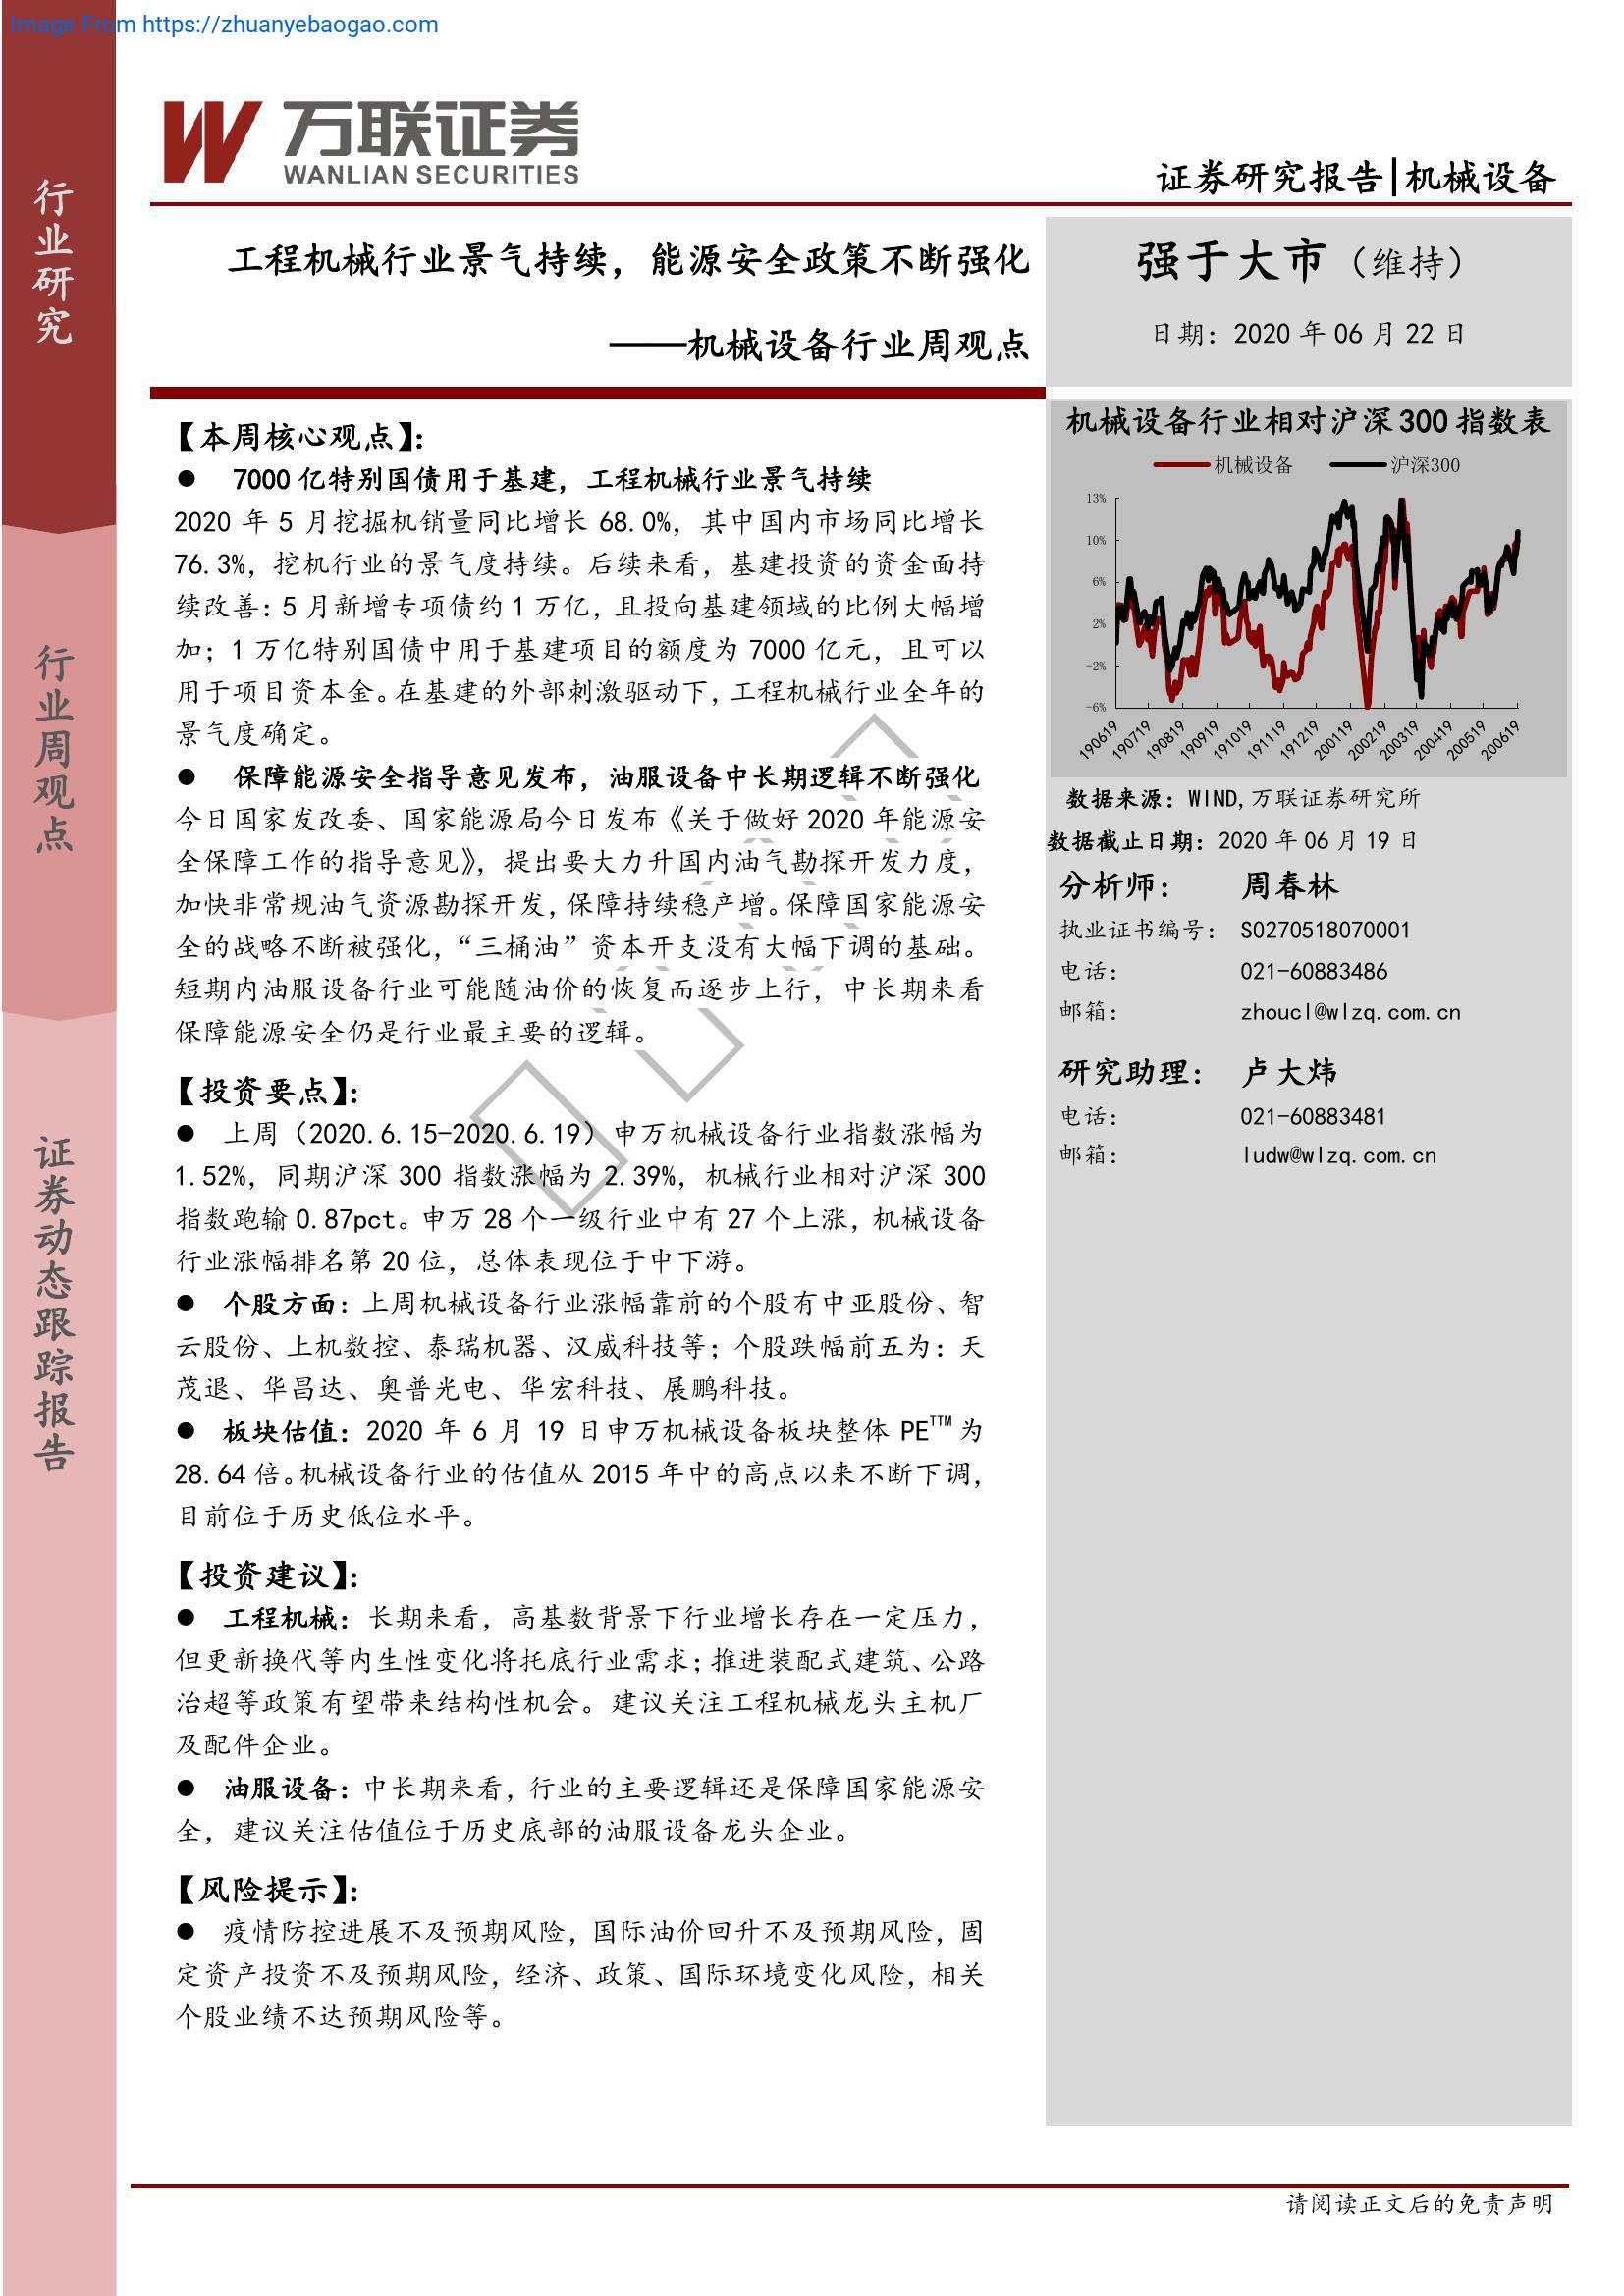 Image From https://zhuanyebaogao.com
万联证券
WANLIAN SECURITIES
证券研究报告|机械设备
行业研究
行业周观点
证券动态跟踪报告
工程机械行业景气持续，能源安全政策不断强化
——机械设备行业周观点
强于大市（维持）
日期：2020 年 06 月 22 日
【本周核心观点】：
● 7000 亿特别国债用于基建，工程机械行业景气持续
2020 年 5 月挖掘机销量同比增长 68.0%，其中国内市场同比增长
76.3%，挖机行业的景气度持续。后续来看，基建投资的资金面持
续改善：5 月新增专项债约 1 万亿，且投向基建领域的比例大幅增
加；1 万亿特别国债中用于基建项目的额度为 7000 亿元，且可以
用于项目资本金。在基建的外部刺激驱动下，工程机械行业全年的
景气度确定。
● 保障能源安全指导意见发布，油服设备中长期逻辑不断强化
今日国家发改委、国家能源局今日发布《关于做好 2020 年能源安
全保障工作的指导意见》，提出要大力升国内油气勘探开发力度，
加快非常规油气资源勘探开发，保障持续稳产增。保障国家能源安
全的战略不断被强化，“三桶油”资本开支没有大幅下调的基础。
短期内油服设备行业可能随油价的恢复而逐步上行，中长期来看
保障能源安全仍是行业最主要的逻辑。
【投资要点】：
● 上周（2020.6.15-2020.6.19）申万机械设备行业指数涨幅为
1.52%，同期沪深 300 指数涨幅为 2.39%，机械行业相对沪深 300
指数跑输 0.87pct。申万 28 个一级行业中有 27 个上涨，机械设备
行业涨幅排名第 20 位，总体表现位于中下游。
● 个股方面：上周机械设备行业涨幅靠前的个股有中亚股份、智
云股份、上机数控、泰瑞机器、汉威科技等；个股跌幅前五为：天
茂退、华昌达、奥普光电、华宏科技、展鹏科技。
● 板块估值：2020 年 6 月 19 日申万机械设备板块整体 PE™ 为
28.64 倍。机械设备行业的估值从 2015 年中的高点以来不断下调，
目前位于历史低位水平。
【投资建议】：
● 工程机械：长期来看，高基数背景下行业增长存在一定压力，
但更新换代等内生性变化将托底行业需求；推进装配式建筑、公路
治超等政策有望带来结构性机会。建议关注工程机械龙头主机厂
及配件企业。
● 油服设备：中长期来看，行业的主要逻辑还是保障国家能源安
全，建议关注估值位于历史底部的油服设备龙头企业。
【风险提示】：
● 疫情防控进展不及预期风险，国际油价回升不及预期风险，固
定资产投资不及预期风险，经济、政策、国际环境变化风险，相关
个股业绩不达预期风险等。
机械设备行业相对沪深 300 指数表
机械设备 沪深300
13%
10%
6%
2%
-2%
-6%
190619 190719 190819 190919 191019 191119 191219 200119 200219 200319 200419 200519 200619
数据来源：WIND,万联证券研究所
数据截止日期：2020 年 06 月 19 日
分析师： 周春林
执业证书编号： S0270518070001
电话： 021-60883486
邮箱： zhoucl@wlzq.com.cn
研究助理： 卢大炜
电话： 021-60883481
邮箱： ludw@wlzq.com.cn
请阅读正文后的免责声明